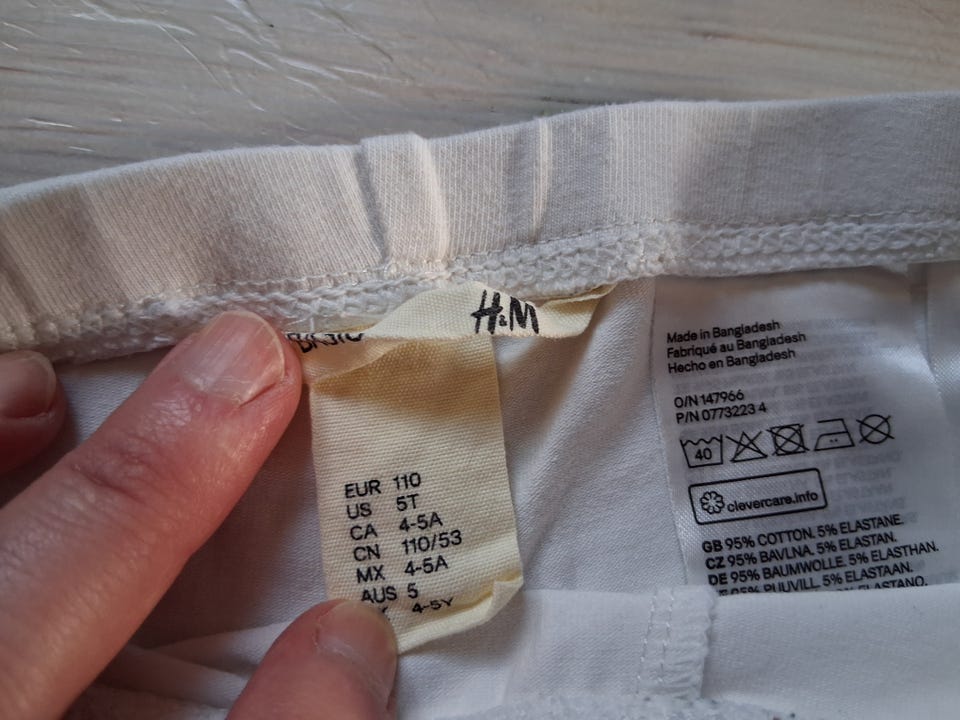 H&M
EUR 110
US 5T
CA 4-5A
CN 110/53
MX 4-5A
AUS 5
4-5Y
Made in Bangladesh
Fabriqué au Bangladesh
Hecho en Bangladesh
O/N 147966
P/N 0773223 4
40
clevercare.info
GB 95% COTTON. 5% ELASTANE.
CZ 95% BAVLNA. 5% ELASTAN.
DE 95% BAUMWOLLE. 5% ELASTHAN.
95% PUUVILL. 5% ELASTAAN.